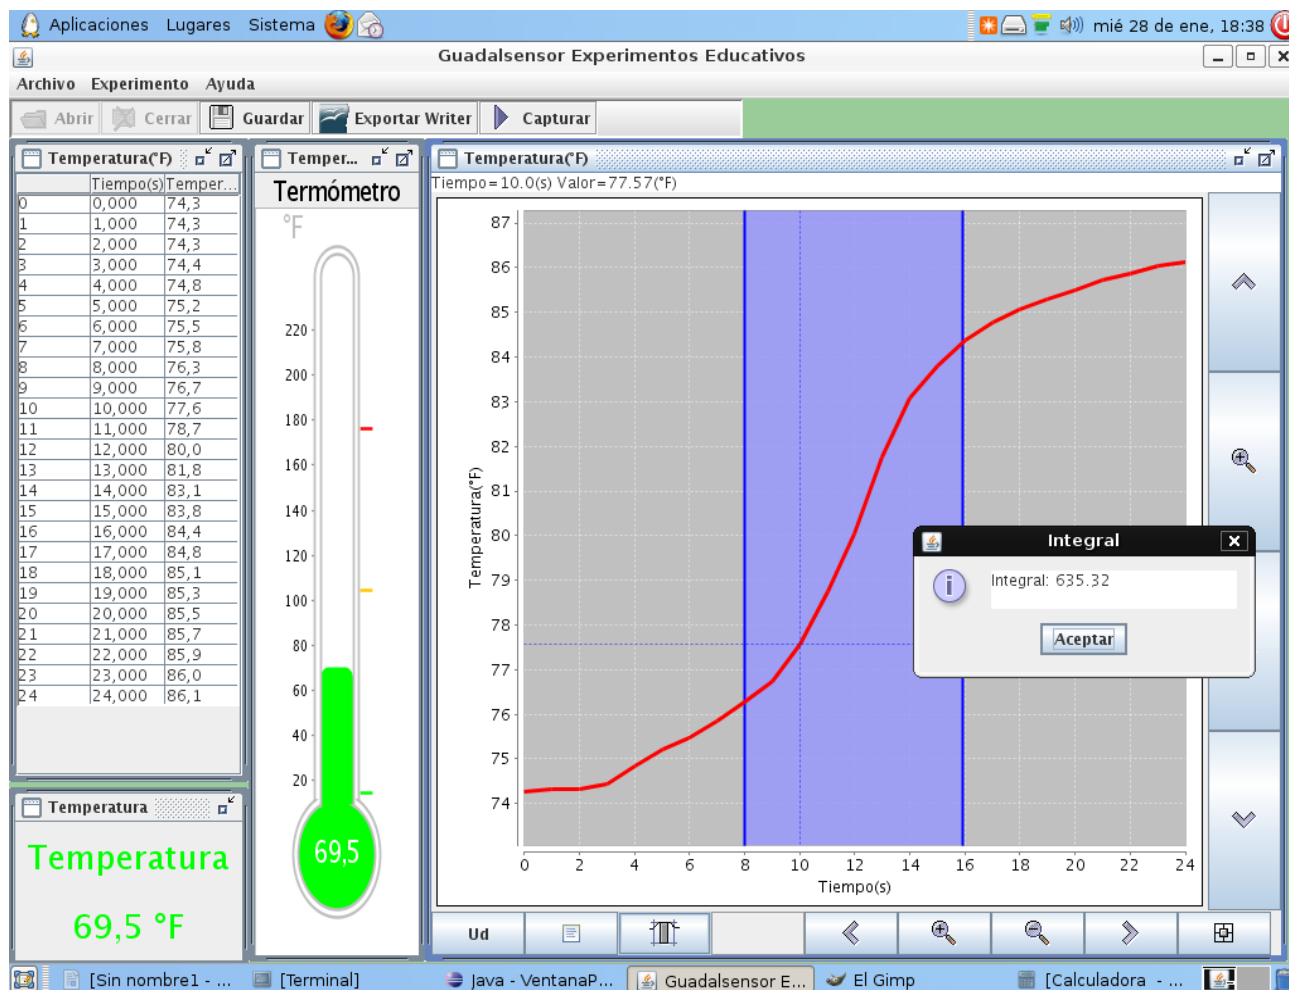 Aplicaciones Lugares Sistema mié 28 de ene, 18:38
Guadalsensor Experimentos Educativos
Archivo Experimento Ayuda
Abrir Cerrar Guardar Exportar Writer Capturar
Temperatura(°F)
Tiempo(s) Temper...
0 0,000 74,3
1 1,000 74,3
2 2,000 74,3
3 3,000 74,4
4 4,000 74,8
5 5,000 75,2
6 6,000 75,5
7 7,000 75,8
8 8,000 76,3
9 9,000 76,7
10 10,000 77,6
11 11,000 78,7
12 12,000 80,0
13 13,000 81,8
14 14,000 83,1
15 15,000 83,8
16 16,000 84,4
17 17,000 84,8
18 18,000 85,1
19 19,000 85,3
20 20,000 85,5
21 21,000 85,7
22 22,000 85,9
23 23,000 86,0
24 24,000 86,1
Temperatura
Temperatura
69,5 °F
Temper...
Termómetro
°F
220
200
180
160
140
120
100
80
60
40
20
69,5
Temperatura(°F)
Tiempo=10.0(s) Valor=77.57(°F)
87
86
85
84
83
82
81
80
79
78
77
76
75
74
Temperatura(°F)
0 2 4 6 8 10 12 14 16 18 20 22 24
Tiempo(s)
Integral
Integral: 635.32
Aceptar
Ud
[Sin nombre1 - ... [Terminal] Java - VentanaP... Guadalsensor E... El Gimp [Calculadora - ...